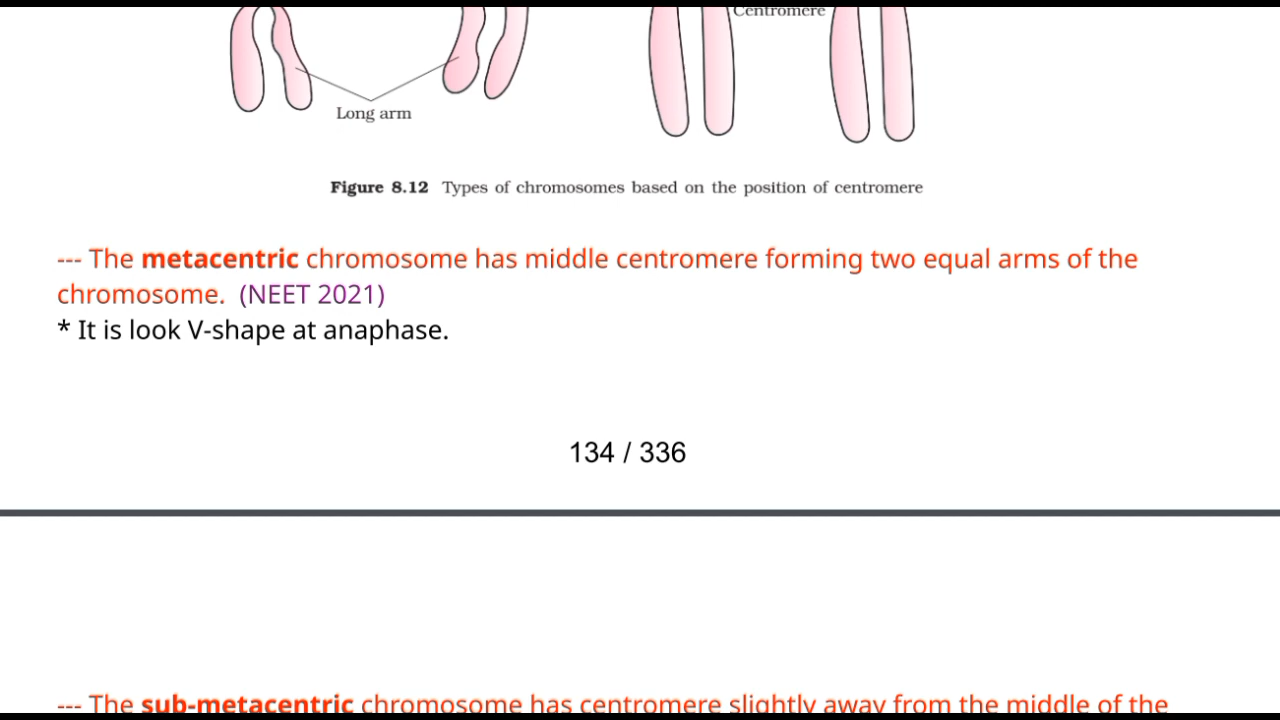 Centromere
Long arm
Figure 8.12 Types of chromosomes based on the position of centromere
--- The metacentric chromosome has middle centromere forming two equal arms of the
chromosome. (NEET 2021)
* It is look V-shape at anaphase.
134 / 336
--- The sub-metacentric chromosome has centromere slightly away from the middle of the